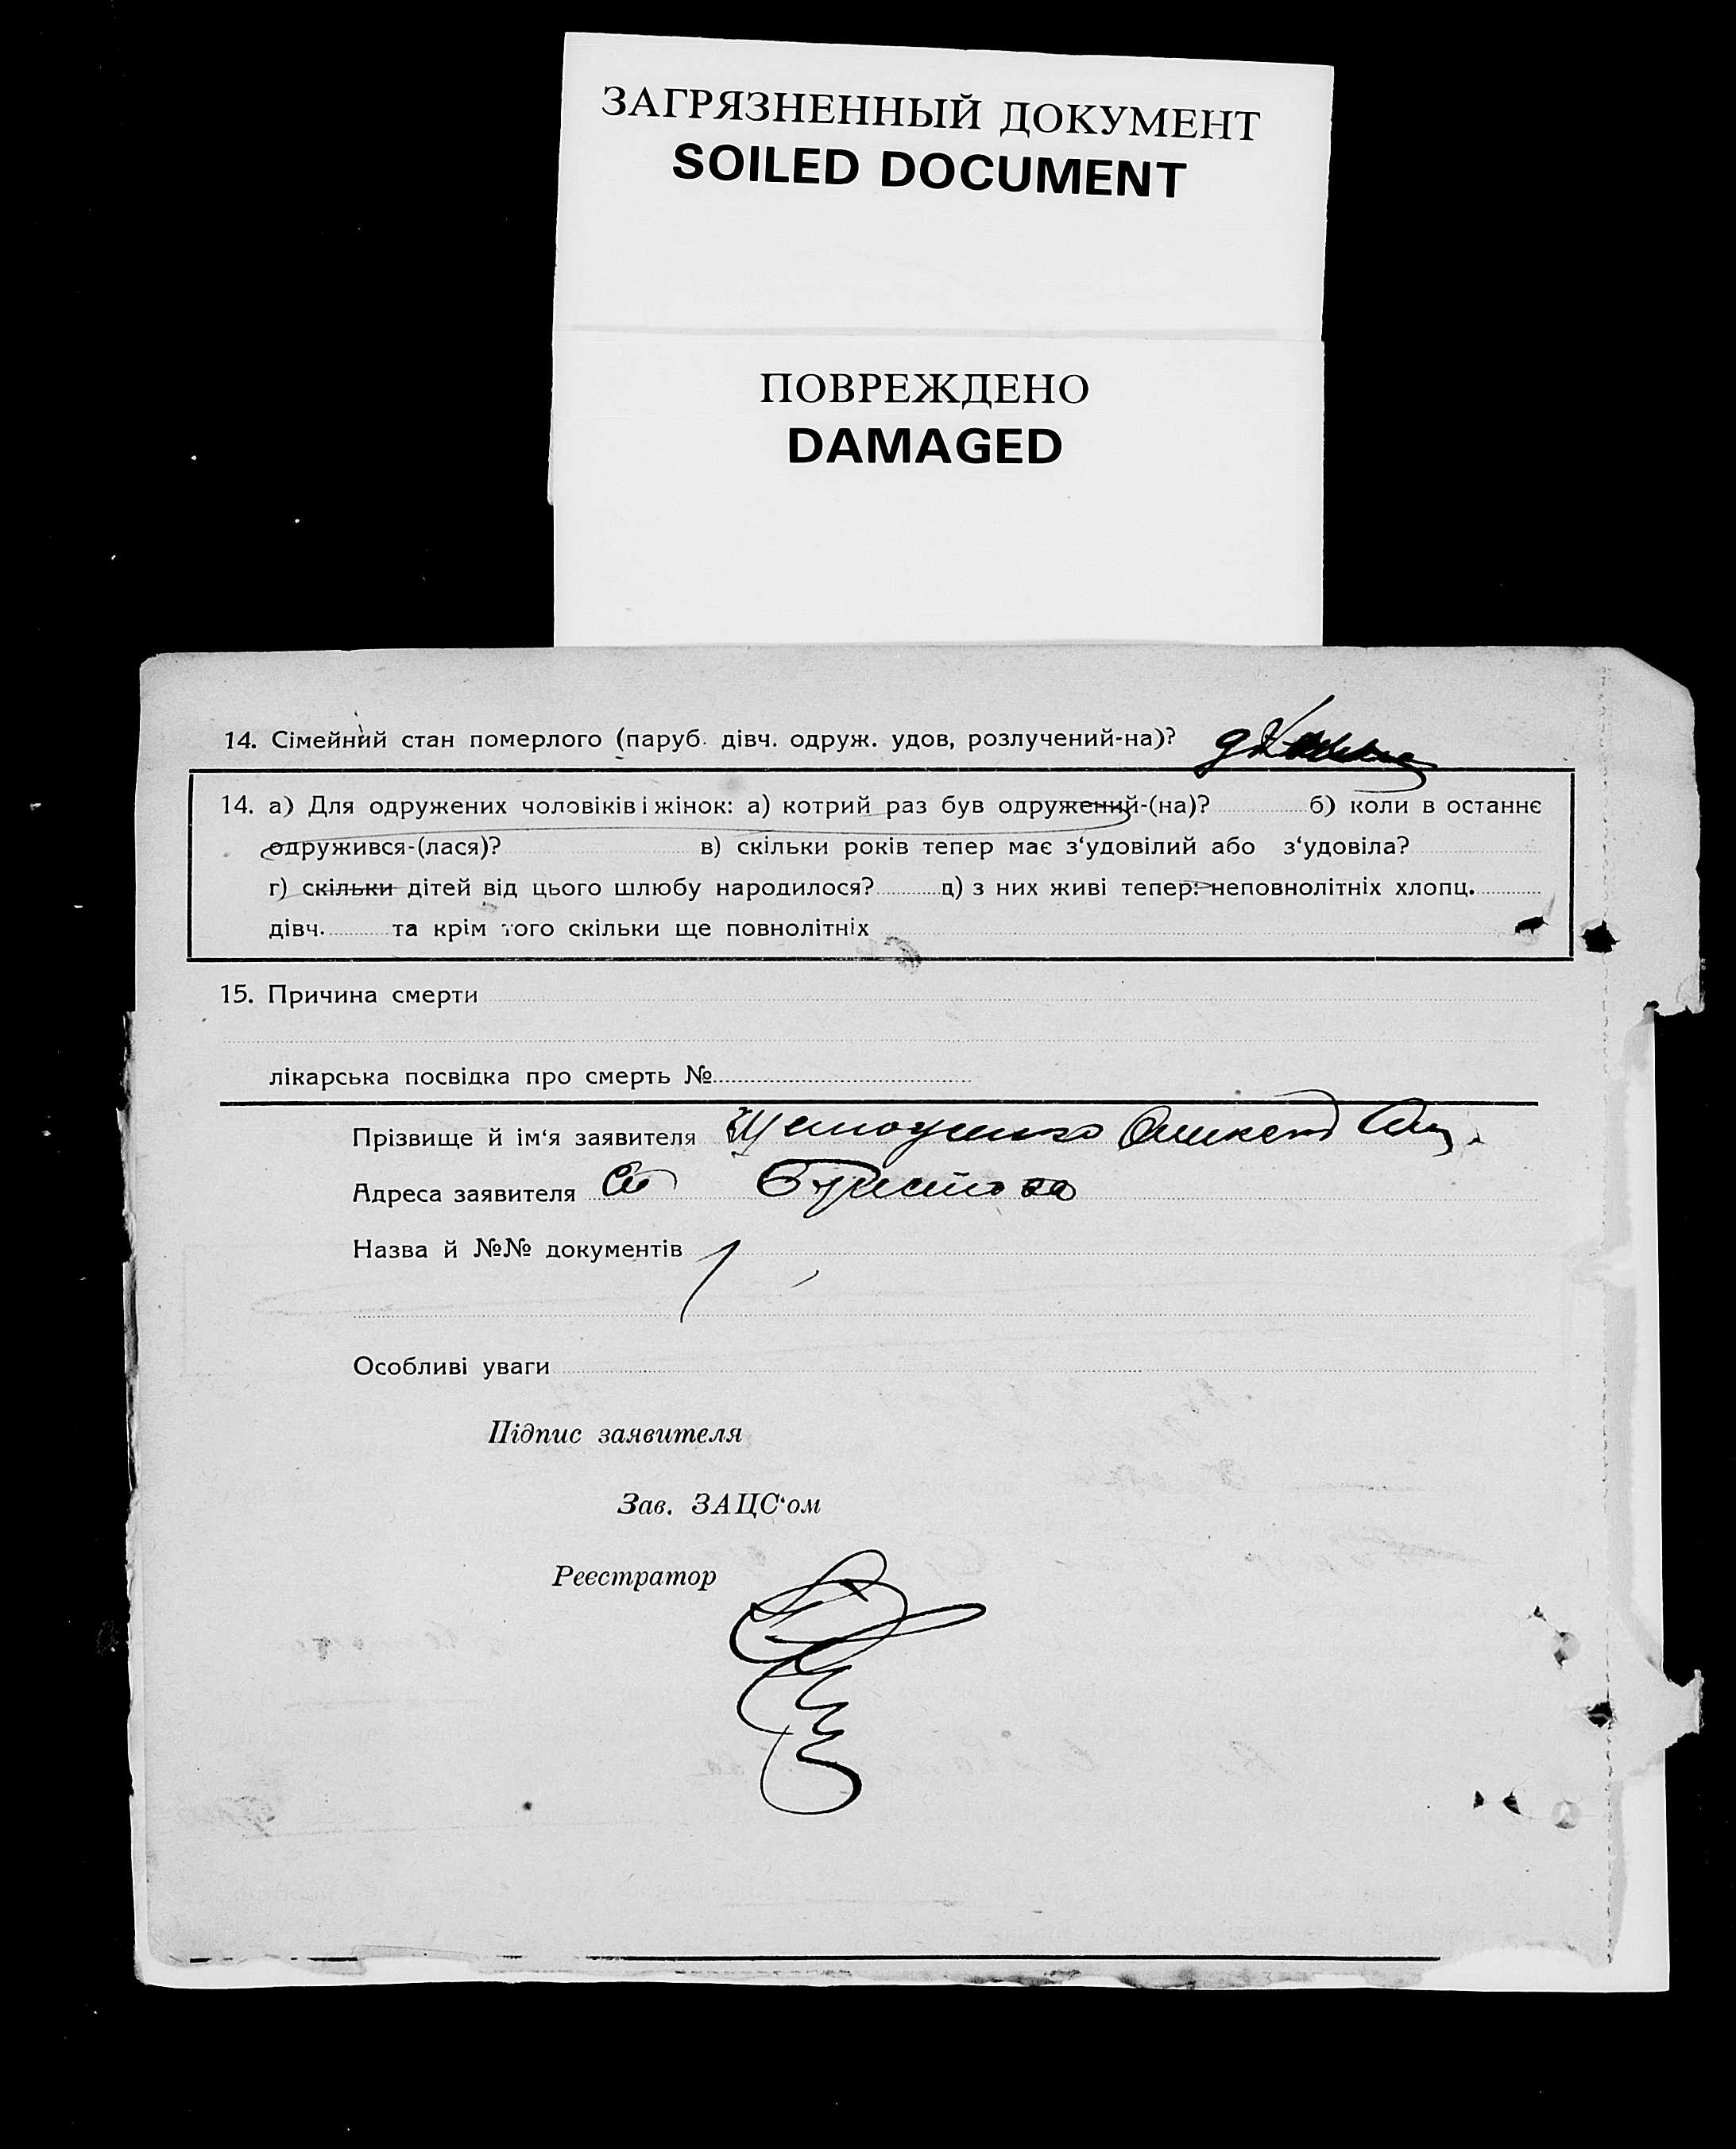 ЗАГРЯЗНЕННЫЙ ДОКУМЕНТ
SOILED DOCUMENT
ПОВРЕЖДЕНО
DAMAGED
14. Сімейний стан померлого (паруб. дівч. одруж. удов, розлучений-на)?
14. а) Для одружених чоловіків і жінок: а) котрий раз був одружений-(на)? б) коли в останнє
одружився-(лася)? в) скільки років тепер має з‘удовілий або з‘удовіла?
г) скільки дітей від цього шлюбу народилося? д) з них живі тепер: неповнолітніх хлопц.
дівч. та крім того скільки ще повнолітніх
15. Причина смерти
лікарська посвідка про смерть №
Прізвище й ім‘я заявителя
Адреса заявителя
Назва й №№ документів
Особливі уваги
Підпис заявителя
Зав. ЗАЦС‘ом
Реєстратор